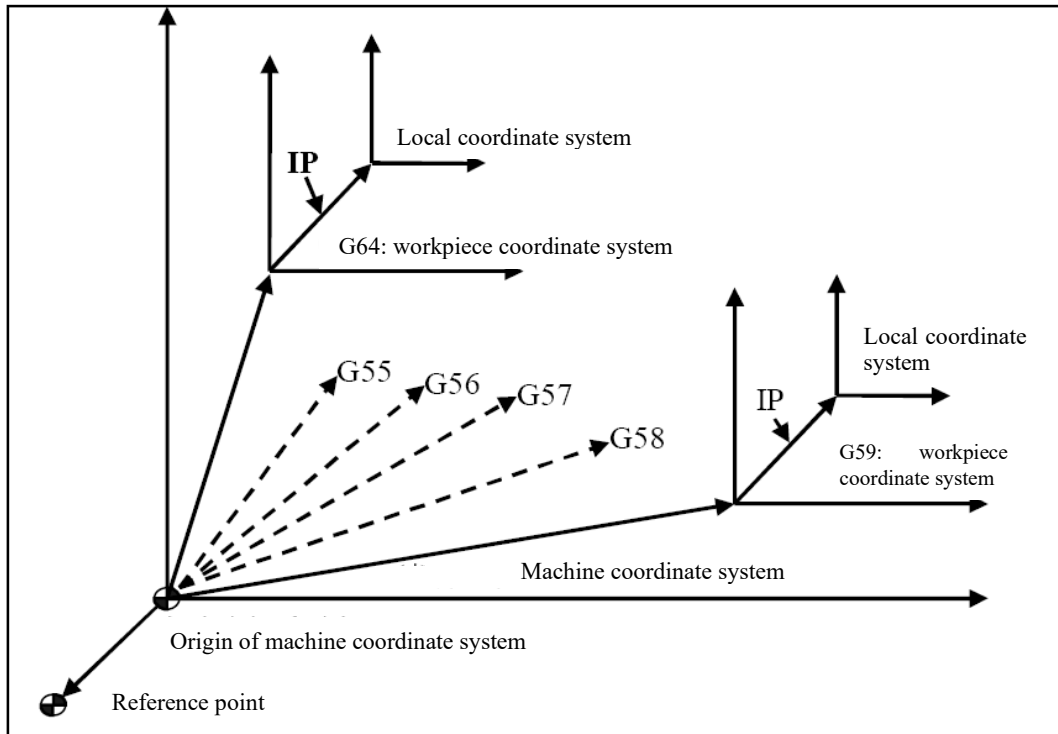 Local coordinate system
IP
G64: workpiece coordinate system
Local coordinate
system
G55
G56
G57
IP
G58
G59: workpiece
coordinate system
Machine coordinate system
Origin of machine coordinate system
Reference point